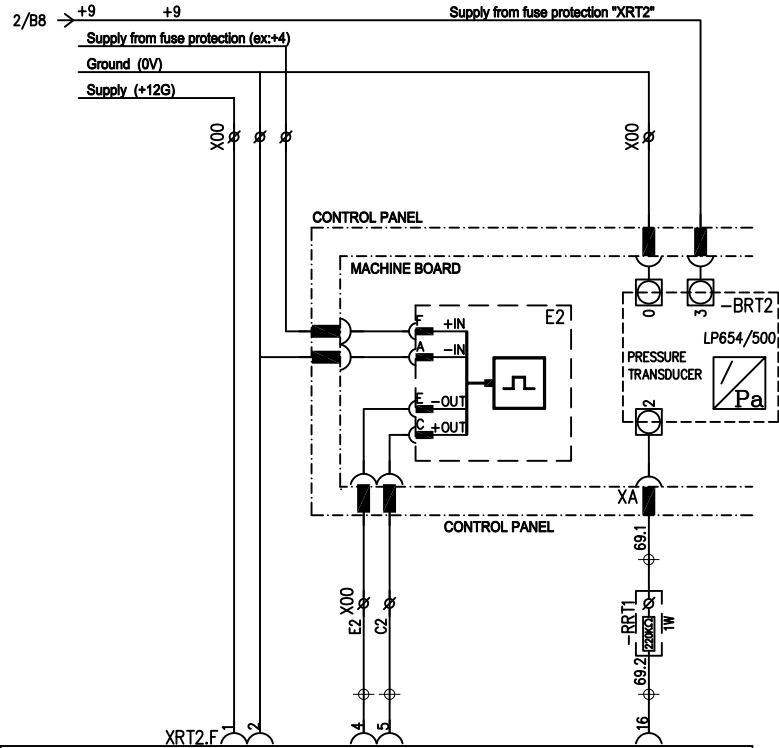 2/B8
+9
+9
Supply from fuse protection "XRT2"
Supply from fuse protection (ex:+4)
Ground (0V)
Supply (+12G)
X00
X00
CONTROL PANEL
MACHINE BOARD
E2
F
+IN
A
-IN
E
-OUT
C
+OUT
0
3
-BRT2
LP654/500
PRESSURE
TRANSDUCER
Pa
2
XA
CONTROL PANEL
69.1
X00
E2
C2
-RRT1
220KΩ
1W
69.2
XRT2.F
1
2
4
5
16